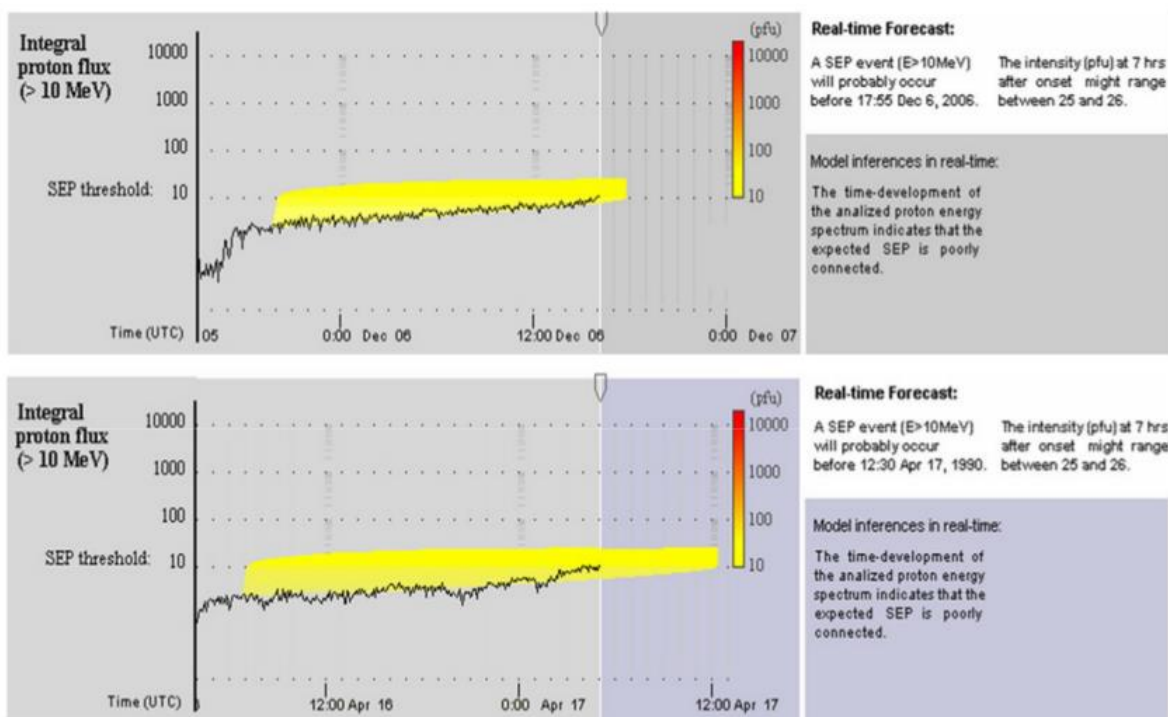 Integral
proton flux
(> 10 MeV)
10000
1000
100
SEP threshold: 10
(pfu)
10000
1000
100
10
Time (UTC)
05
0:00 Dec 06
12:00 Dec 06
0:00 Dec 07
Real-time Forecast:
A SEP event (E>10MeV)
will probably occur
before 17:55 Dec 6, 2006.
The intensity (pfu) at 7 hrs
after onset might range
between 25 and 26.
Model inferences in real-time:
The time-development of
the analized proton energy
spectrum indicates that the
expected SEP is poorly
connected.
Integral
proton flux
(> 10 MeV)
10000
1000
100
SEP threshold: 10
(pfu)
10000
1000
100
10
Time (UTC)
12:00 Apr 16
0:00 Apr 17
12:00 Apr 17
Real-time Forecast:
A SEP event (E>10MeV)
will probably occur
before 12:30 Apr 17, 1990.
The intensity (pfu) at 7 hrs
after onset might range
between 25 and 26.
Model inferences in real-time:
The time-development of
the analized proton energy
spectrum indicates that the
expected SEP is poorly
connected.